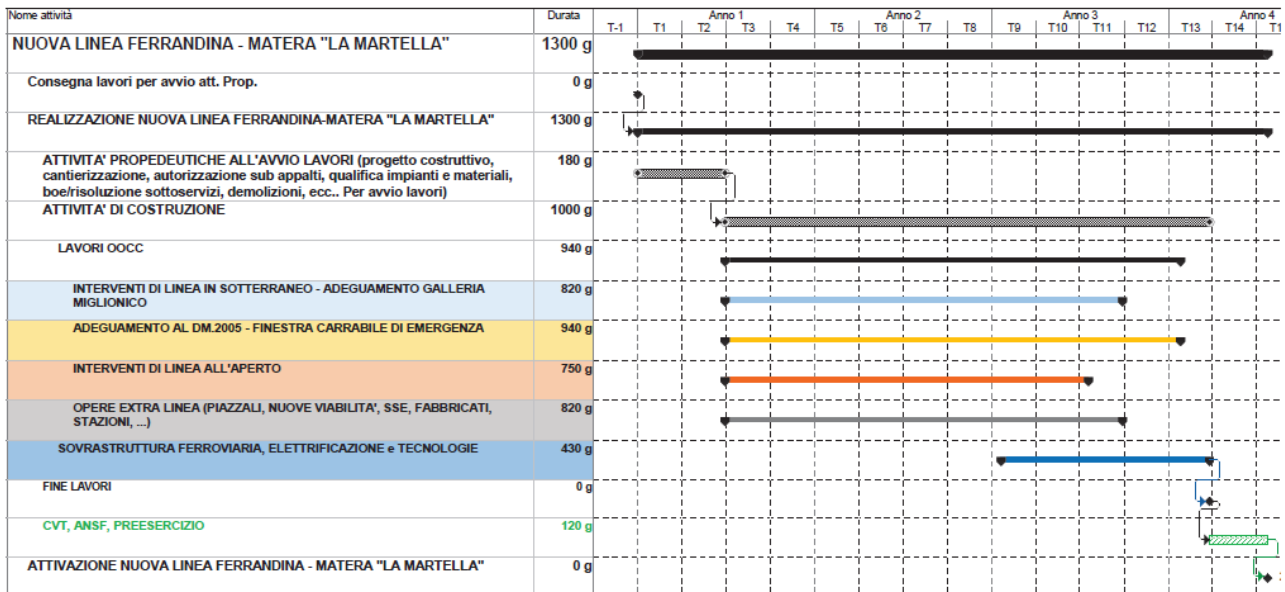 Nome attività Durata Anno 1 Anno 2 Anno 3 Anno 4
T-1 T1 T2 T3 T4 T5 T6 T7 T8 T9 T10 T11 T12 T13 T14
NUOVA LINEA FERRANDINA - MATERA "LA MARTELLA" 1300 g
Consegna lavori per avvio att. Prop. 0 g
REALIZZAZIONE NUOVA LINEA FERRANDINA-MATERA "LA MARTELLA" 1300 g
ATTIVITA' PROPEDEUTICHE ALL'AVVIO LAVORI (progetto costruttivo, 180 g
cantierizzazione, autorizzazione sub appalti, qualifica impianti e materiali,
boe/risoluzione sottoservizi, demolizioni, ecc.. Per avvio lavori)
ATTIVITA' DI COSTRUZIONE 1000 g
LAVORI OOCC 940 g
INTERVENTI DI LINEA IN SOTTERRANEO - ADEGUAMENTO GALLERIA 820 g
MIGLIONICO
ADEGUAMENTO AL DM.2005 - FINESTRA CARRABILE DI EMERGENZA 940 g
INTERVENTI DI LINEA ALL'APERTO 750 g
OPERE EXTRA LINEA (PIAZZALI, NUOVE VIABILITA', SSE, FABBRICATI, 820 g
STAZIONI, ...)
SOVRASTRUTTURA FERROVIARIA, ELETTRIFICAZIONE e TECNOLOGIE 430 g
FINE LAVORI 0 g
CVT, ANSF, PREESERCIZIO 120 g
ATTIVAZIONE NUOVA LINEA FERRANDINA - MATERA "LA MARTELLA" 0 g